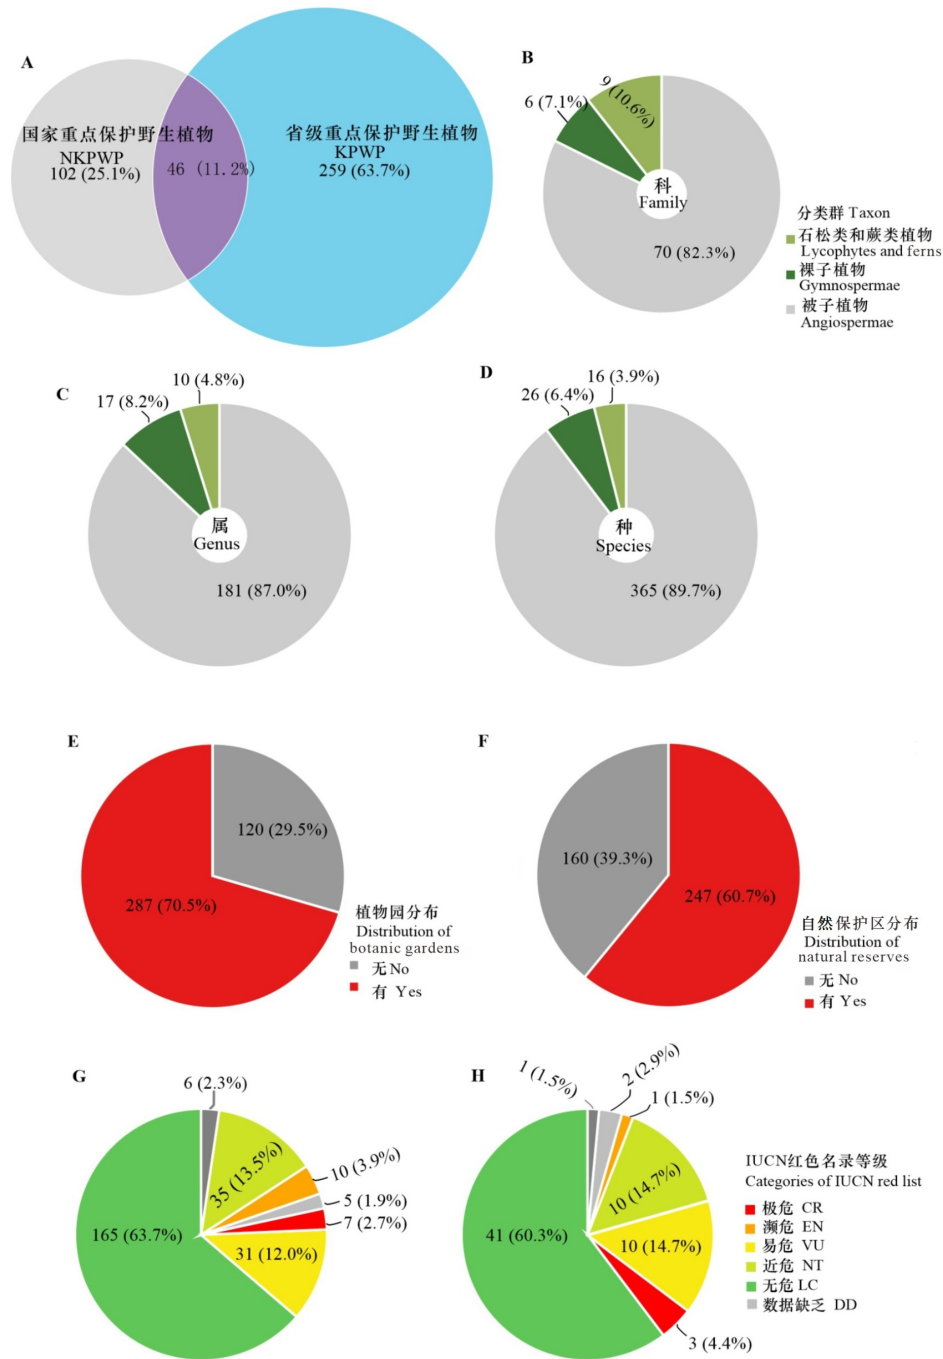 A
国家重点保护野生植物
NKPWP
102 (25.1%)
46 (11.2%)
省级重点保护野生植物
KPWP
259 (63.7%)
B
9 (10.6%)
6 (7.1%)
科
Family
70 (82.3%)
分类群 Taxon
石松类和蕨类植物
Lycophytes and ferns
裸子植物
Gymnospermae
被子植物
Angiospermae
C
10 (4.8%)
17 (8.2%)
属
Genus
181 (87.0%)
D
16 (3.9%)
26 (6.4%)
种
Species
365 (89.7%)
E
120 (29.5%)
287 (70.5%)
植物园分布
Distribution of
botanic gardens
无 No
有 Yes
F
160 (39.3%)
247 (60.7%)
自然保护区分布
Distribution of
natural reserves
无 No
有 Yes
G
6 (2.3%)
35 (13.5%)
10 (3.9%)
5 (1.9%)
7 (2.7%)
31 (12.0%)
165 (63.7%)
H
1 (1.5%)
2 (2.9%)
1 (1.5%)
10 (14.7%)
10 (14.7%)
3 (4.4%)
41 (60.3%)
IUCN红色名录等级
Categories of IUCN red list
极危 CR
濒危 EN
易危 VU
近危 NT
无危 LC
数据缺乏 DD